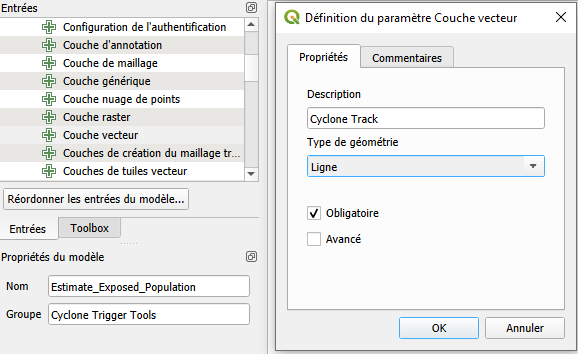 Entrées
Configuration de l'authentification
Couche d'annotation
Couche de maillage
Couche générique
Couche nuage de points
Couche raster
Couche vecteur
Couches de création du maillage tr...
Couches de tuiles vecteur
Réordonner les entrées du modèle...
Entrées
Toolbox
Propriétés du modèle
Nom
Estimate_Exposed_Population
Groupe
Cyclone Trigger Tools
Définition du paramètre Couche vecteur
Propriétés
Commentaires
Description
Cyclone Track
Type de géométrie
Ligne
Obligatoire
Avancé
OK
Annuler